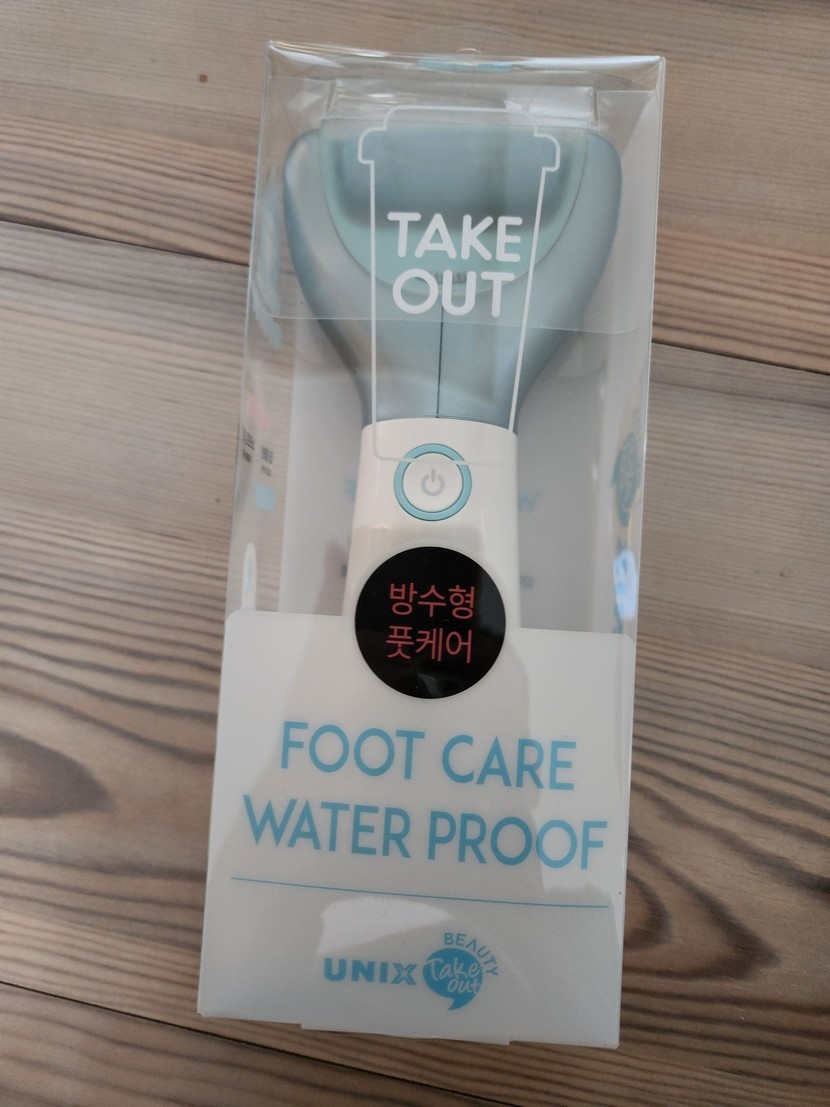 TAKE
OUT
방수형
풋케어
FOOT CARE
WATER PROOF
UNIX
BEAUTY
Take
out